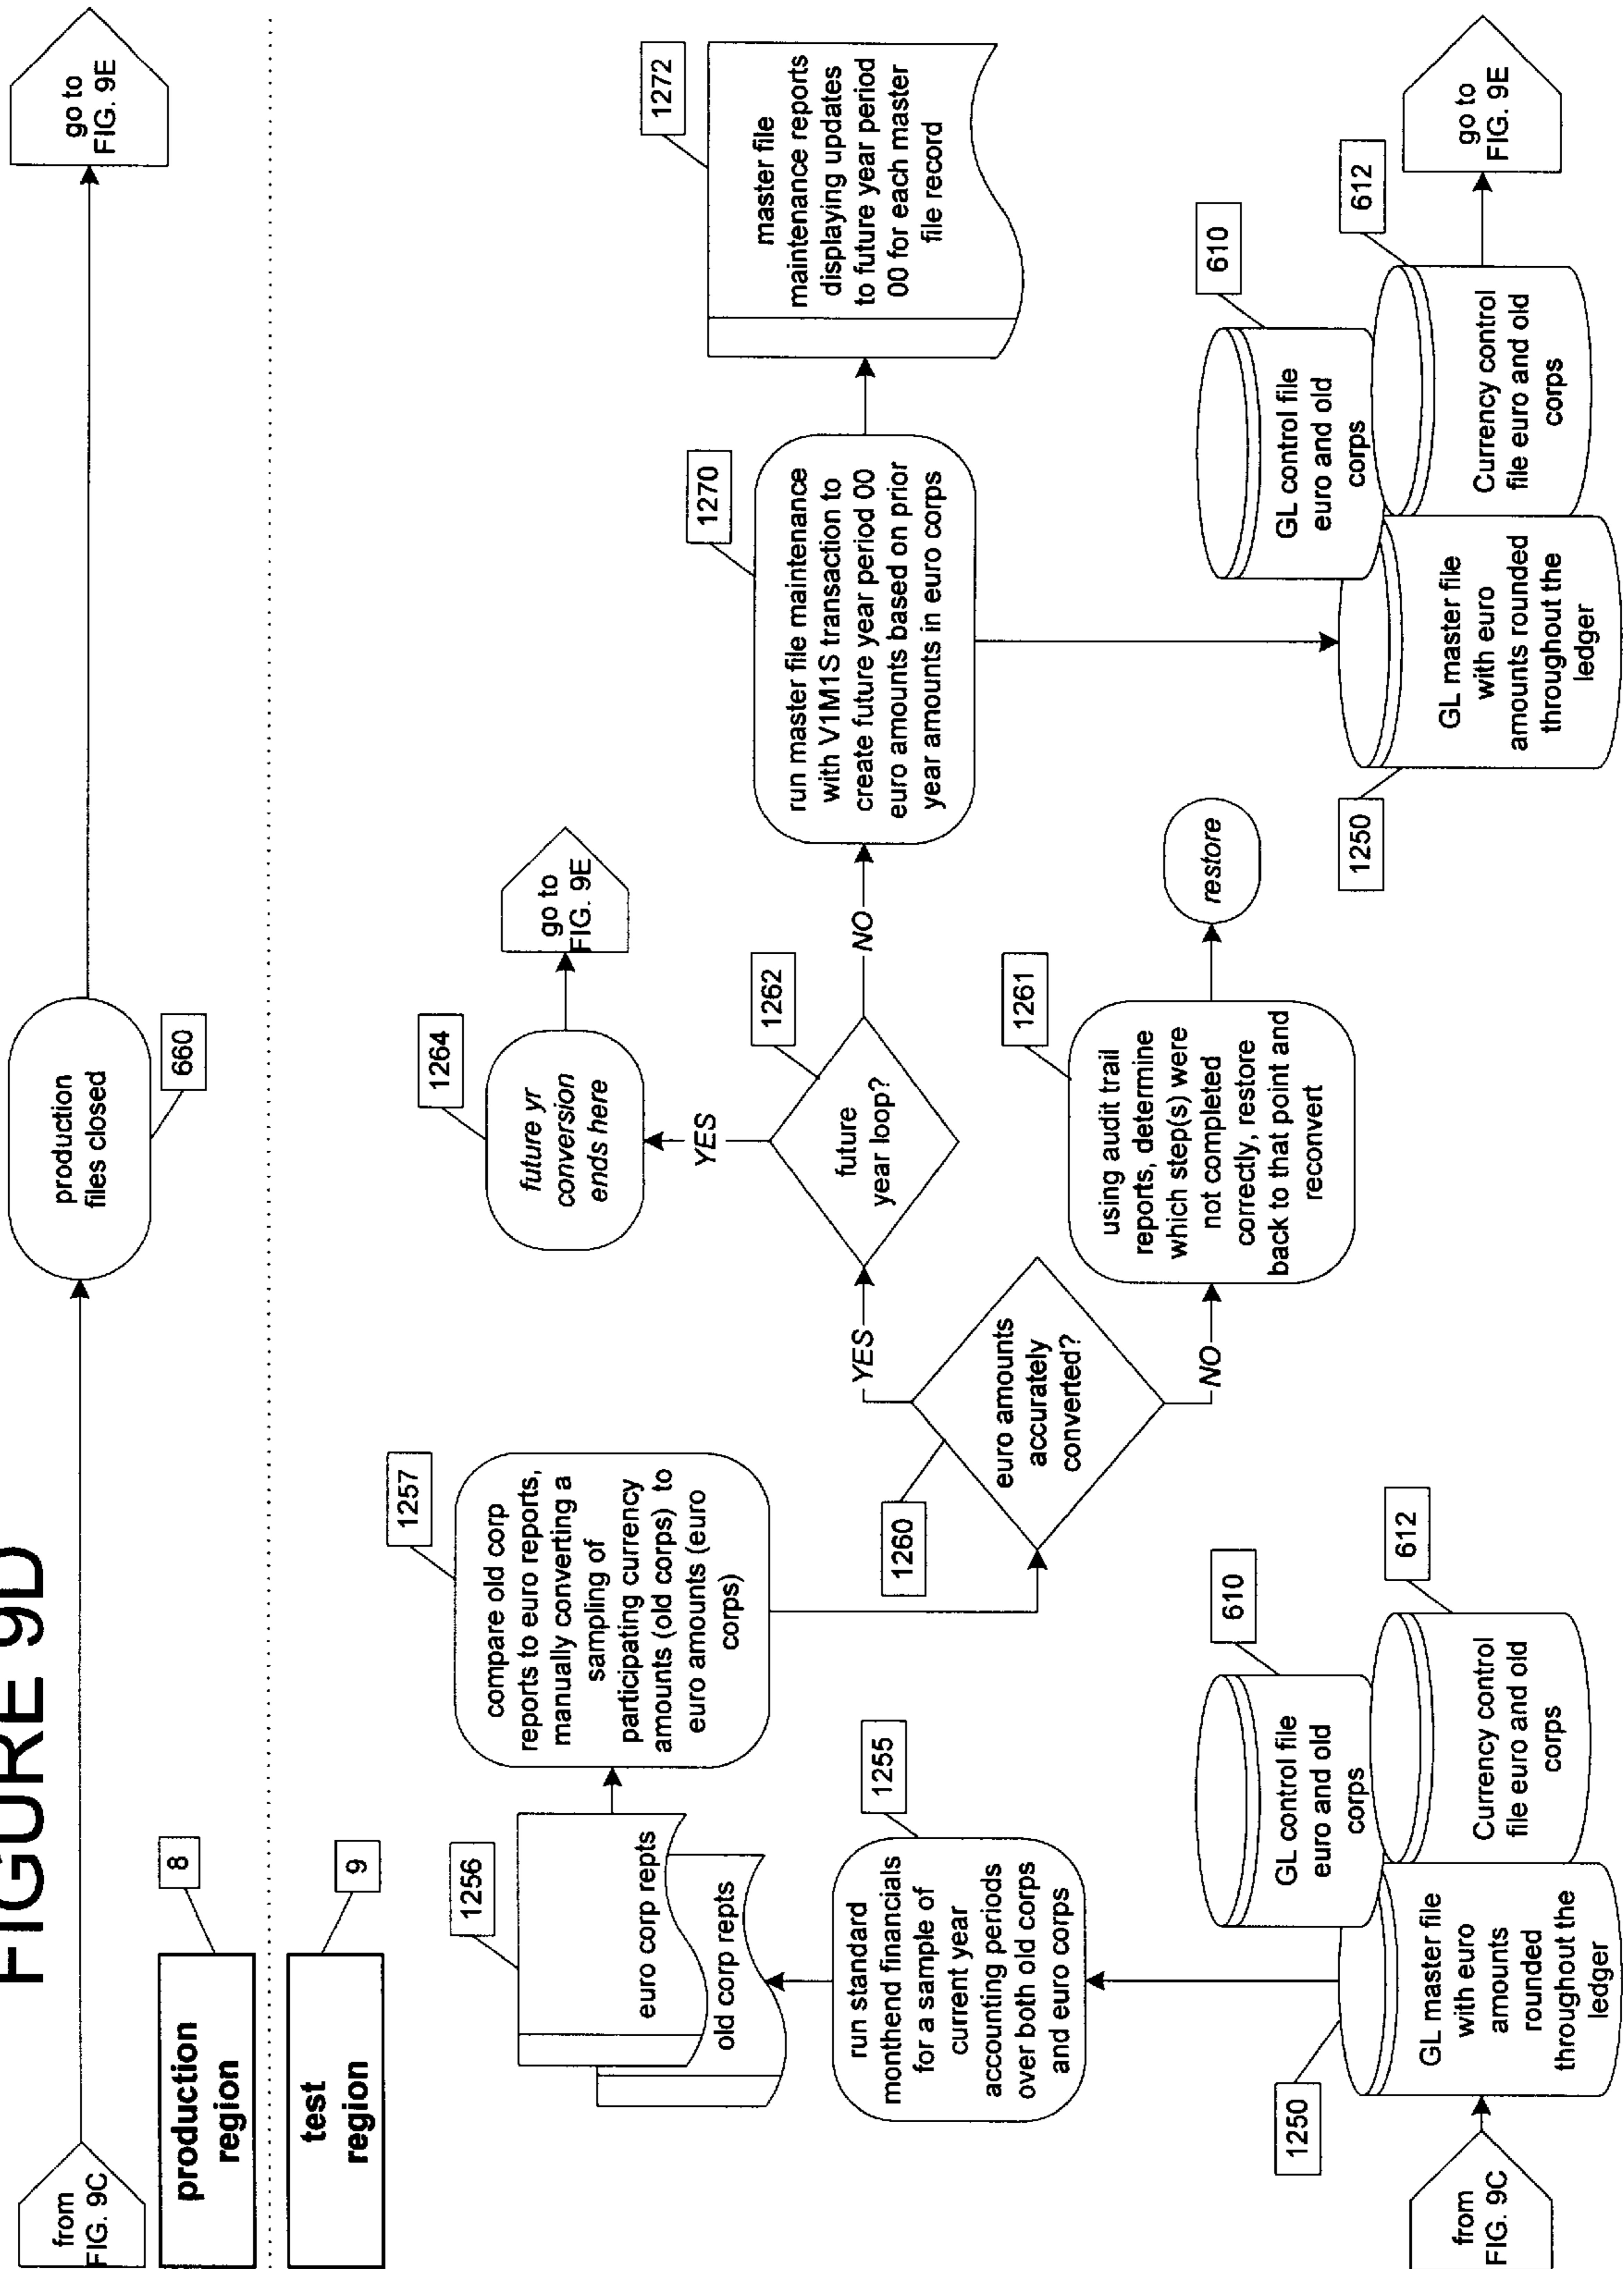 FIGURE 9D
from
FIG. 9C
production
files closed
660
go to
FIG. 9E
production
region
8
test
region
9
1256
euro corp repts
old corp repts
1257
compare old corp
reports to euro reports,
manually converting a
sampling of
participating currency
amounts (old corps) to
euro amounts (euro
corps)
1255
run standard
monthend financials
for a sample of
current year
accounting periods
over both old corps
and euro corps
from
FIG. 9C
1250
GL master file
with euro
amounts
rounded
throughout the
ledger
610
GL control file
euro and old
corps
612
Currency control
file euro and old
corps
1260
euro amounts
accurately
converted?
YES
NO
1261
using audit trail
reports, determine
which step(s) were
not completed
correctly, restore
back to that point and
reconvert
restore
1262
future
year loop?
YES
NO
1264
future yr
conversion
ends here
go to
FIG. 9E
1270
run master file maintenance
with V1M1S transaction to
create future year period 00
euro amounts based on prior
year amounts in euro corps
1272
master file
maintenance reports
displaying updates
to future year period
00 for each master
file record
1250
GL master file
with euro
amounts rounded
throughout the
ledger
610
GL control file
euro and old
corps
612
Currency control
file euro and old
corps
go to
FIG. 9E